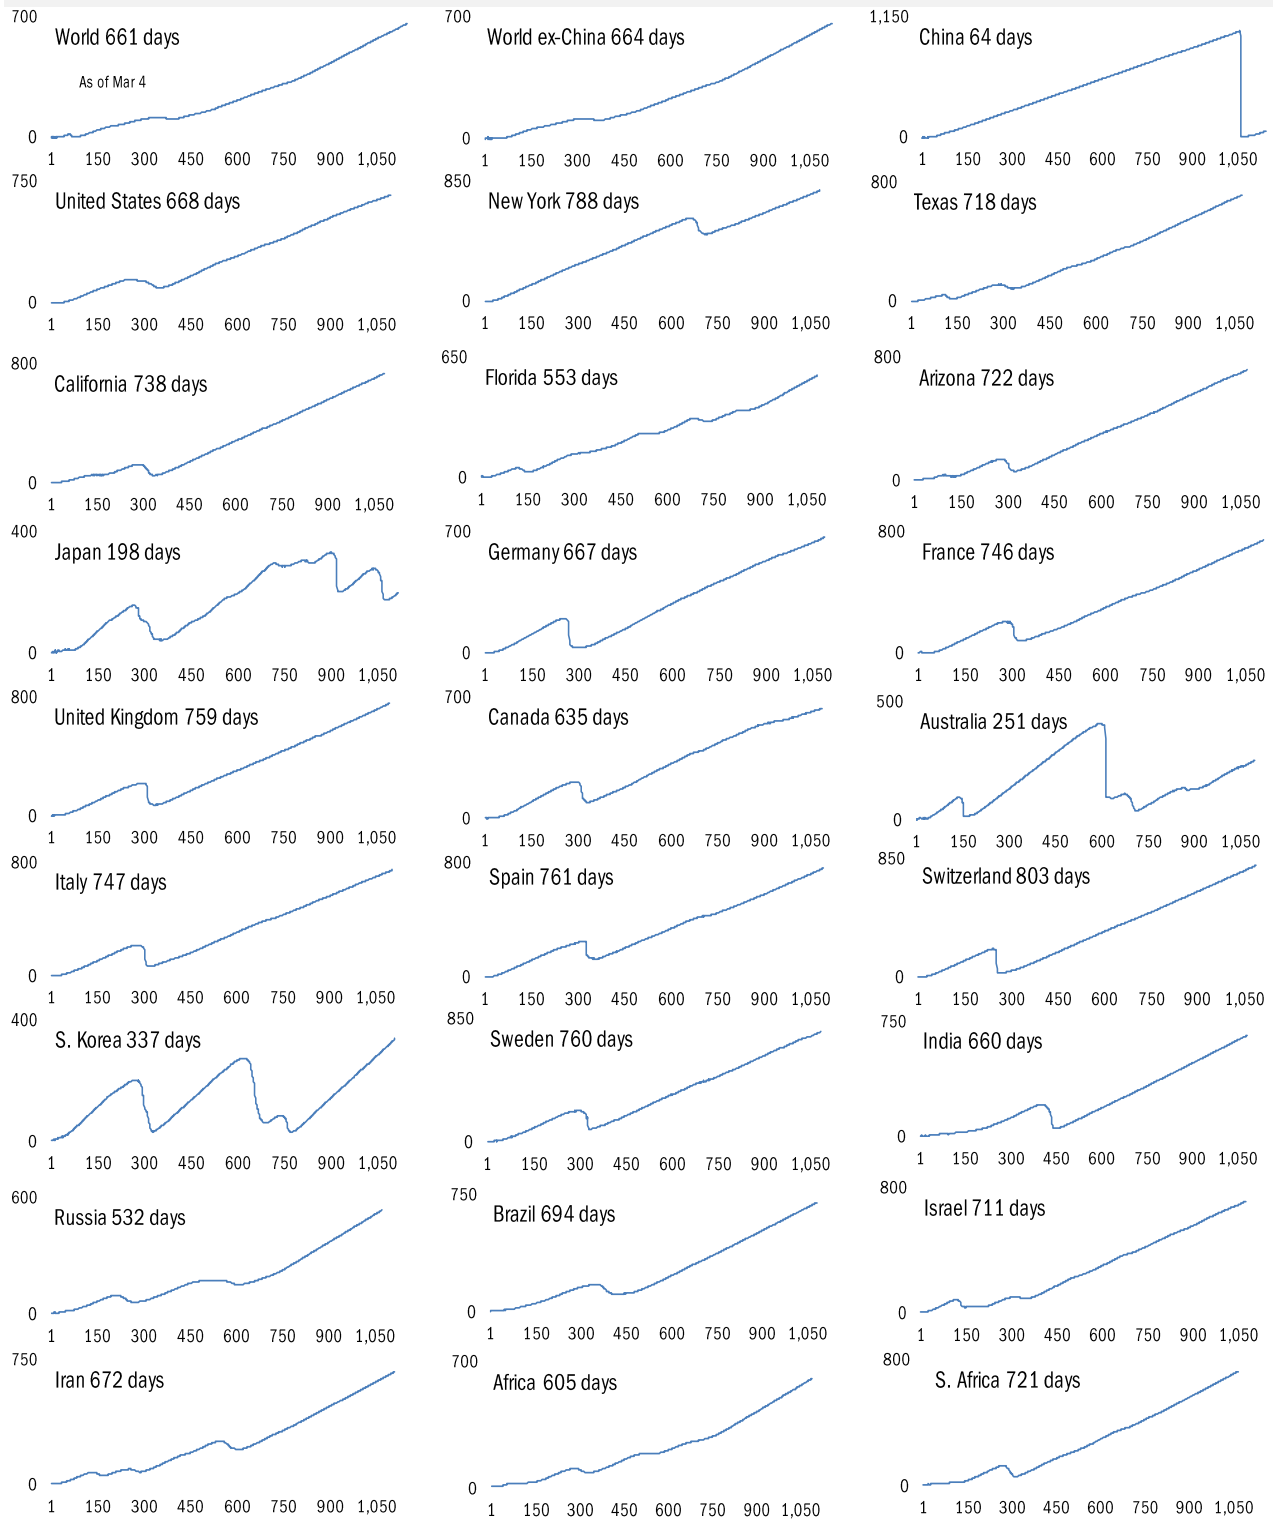 700 700 1,150
World 661 days World ex-China 664 days China 64 days
As of Mar 4
0 0 0
1 150 300 450 600 750 900 1,050 1 150 300 450 600 750 900 1,050 1 150 300 450 600 750 900 1,050
750 850 800
United States 668 days New York 788 days Texas 718 days
0 0 0
1 150 300 450 600 750 900 1,050 1 150 300 450 600 750 900 1,050 1 150 300 450 600 750 900 1,050
800 650 800
California 738 days Florida 553 days Arizona 722 days
0 0 0
1 150 300 450 600 750 900 1,050 1 150 300 450 600 750 900 1,050 1 150 300 450 600 750 900 1,050
400 700 800
Japan 198 days Germany 667 days France 746 days
0 0 0
1 150 300 450 600 750 900 1,050 1 150 300 450 600 750 900 1,050 1 150 300 450 600 750 900 1,050
800 700 500
United Kingdom 759 days Canada 635 days Australia 251 days
0 0 0
1 150 300 450 600 750 900 1,050 1 150 300 450 600 750 900 1,050 1 150 300 450 600 750 900 1,050
800 800 850
Italy 747 days Spain 761 days Switzerland 803 days
0 0 0
1 150 300 450 600 750 900 1,050 1 150 300 450 600 750 900 1,050 1 150 300 450 600 750 900 1,050
400 850 750
S. Korea 337 days Sweden 760 days India 660 days
0 0 0
1 150 300 450 600 750 900 1,050 1 150 300 450 600 750 900 1,050 1 150 300 450 600 750 900 1,050
600 750 800
Russia 532 days Brazil 694 days Israel 711 days
0 0 0
1 150 300 450 600 750 900 1,050 1 150 300 450 600 750 900 1,050 1 150 300 450 600 750 900 1,050
750 700 800
Iran 672 days Africa 605 days S. Africa 721 days
0 0 0
1 150 300 450 600 750 900 1,050 1 150 300 450 600 750 900 1,050 1 150 300 450 600 750 900 1,050